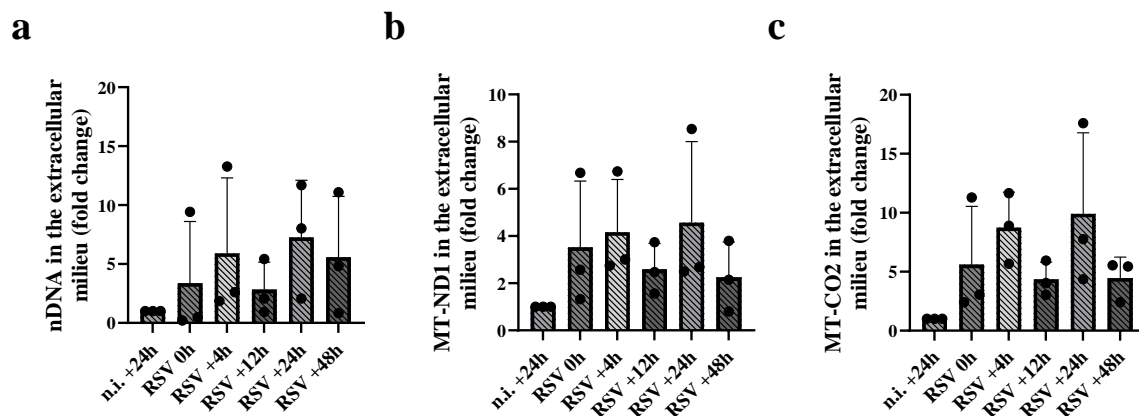 a
nDNA in the extracellular
milieu (fold change)
20
15
10
5
0
n.i. +24h
RSV 0h
RSV +4h
RSV +12h
RSV +24h
RSV +48h
b
MT-ND1 in the extracellular
milieu (fold change)
10
8
6
4
2
0
n.i. +24h
RSV 0h
RSV +4h
RSV +12h
RSV +24h
RSV +48h
c
MT-CO2 in the extracellular
milieu (fold change)
20
15
10
5
0
n.i. +24h
RSV 0h
RSV +4h
RSV +12h
RSV +24h
RSV +48h